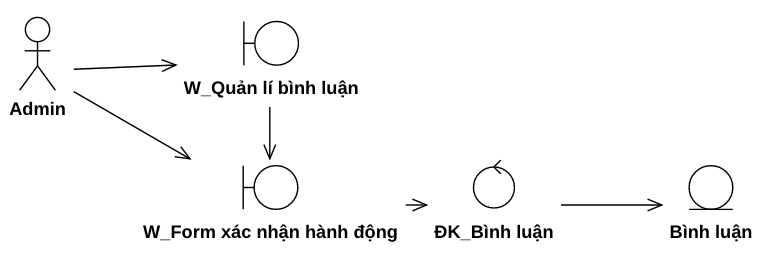 W_Quản lí bình luận
Admin
W_Form xác nhận hành động
ĐK_Bình luận
Bình luận